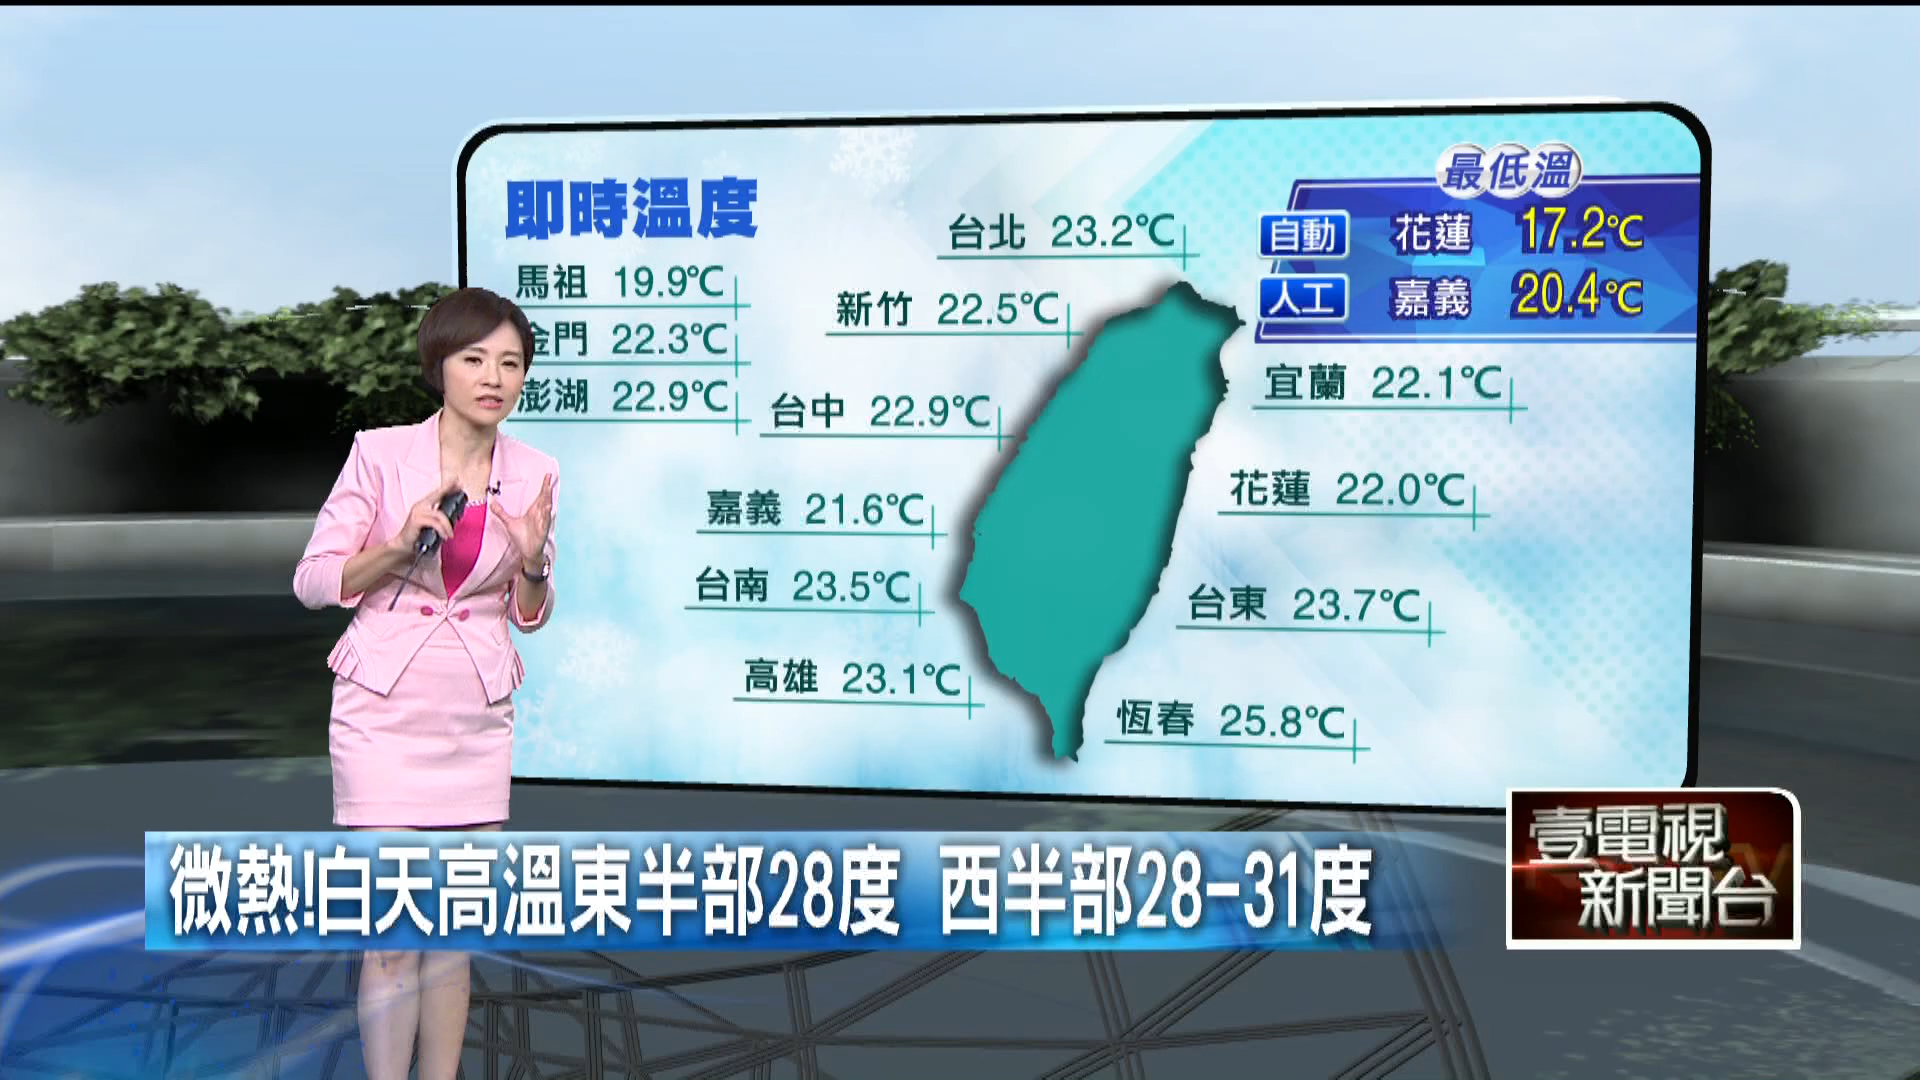 即時溫度
馬祖 19.9℃
金門 22.3℃
澎湖 22.9℃
台北 23.2℃
新竹 22.5℃
台中 22.9℃
嘉義 21.6℃
台南 23.5℃
高雄 23.1℃
最低溫
自動 花蓮 17.2℃
人工 嘉義 20.4℃
宜蘭 22.1℃
花蓮 22.0℃
台東 23.7℃
恆春 25.8℃
微熱!白天高溫東半部28度 西半部28-31度
壹電視
新聞台